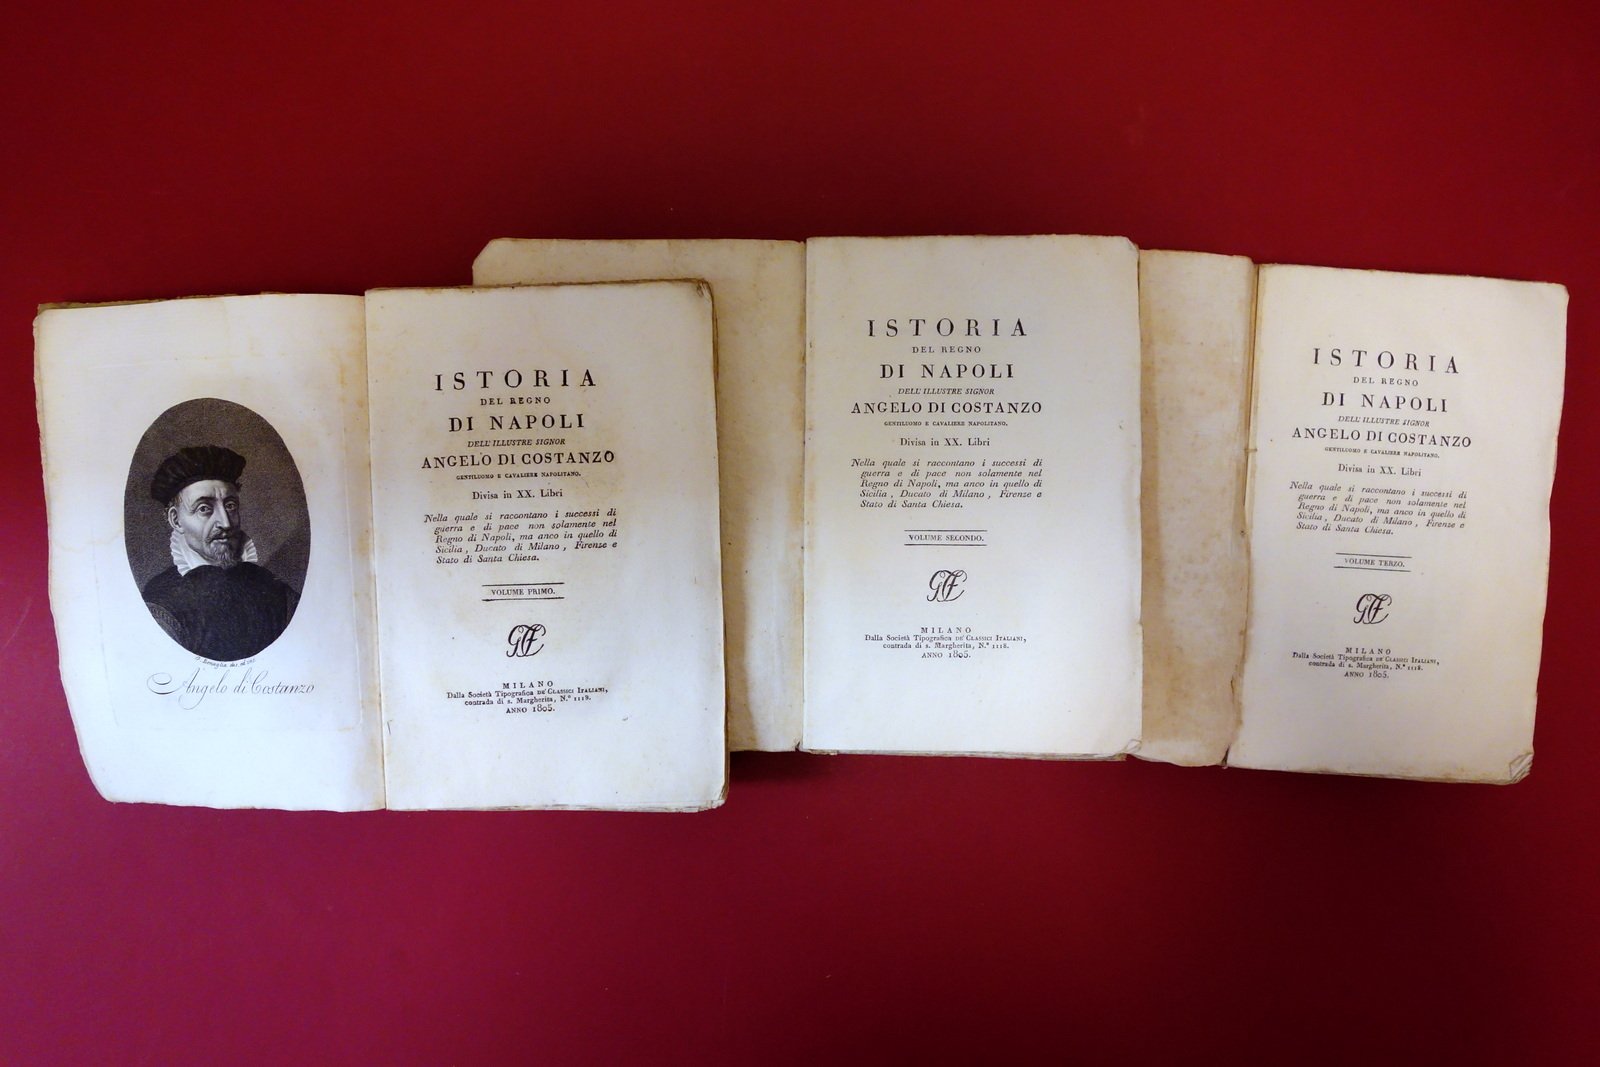 Angelo di Costanzo
ISTORIA
DEL REGNO
DI NAPOLI
DELL'ILLUSTRE SIGNOR
ANGELO DI COSTANZO
GENTILUOMO E CAVALIERE NAPOLITANO.
Divisa in XX. Libri
Nella quale si raccontano i successi di
guerra e di pace non solamente nel
Regno di Napoli, ma anco in quello di
Sicilia, Ducato di Milano, Firenze e
Stato di Santa Chiesa.
VOLUME PRIMO.
MILANO
Dalla Società Tipografica DE' CLASSICI ITALIANI,
contrada di s. Margherita, N.° 1118.
ANNO 1805.
ISTORIA
DEL REGNO
DI NAPOLI
DELL'ILLUSTRE SIGNOR
ANGELO DI COSTANZO
GENTILUOMO E CAVALIERE NAPOLITANO.
Divisa in XX. Libri
Nella quale si raccontano i successi di
guerra e di pace non solamente nel
Regno di Napoli, ma anco in quello di
Sicilia, Ducato di Milano, Firenze e
Stato di Santa Chiesa.
VOLUME SECONDO.
MILANO
Dalla Società Tipografica DE' CLASSICI ITALIANI,
contrada di s. Margherita, N.° 1118.
ANNO 1805.
ISTORIA
DEL REGNO
DI NAPOLI
DELL'ILLUSTRE SIGNOR
ANGELO DI COSTANZO
GENTILUOMO E CAVALIERE NAPOLITANO.
Divisa in XX. Libri
Nella quale si raccontano i successi di
guerra e di pace non solamente nel
Regno di Napoli, ma anco in quello di
Sicilia, Ducato di Milano, Firenze e
Stato di Santa Chiesa.
VOLUME TERZO.
MILANO
Dalla Società Tipografica DE' CLASSICI ITALIANI,
contrada di s. Margherita, N.° 1118.
ANNO 1805.